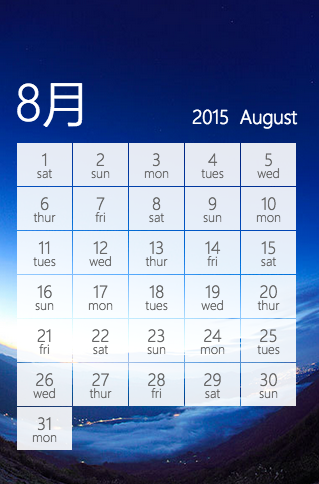 8月
2015 August
1 2 3 4 5
sat sun mon tues wed
6 7 8 9 10
thur fri sat sun mon
11 12 13 14 15
tues wed thur fri sat
16 17 18 19 20
sun mon tues wed thur
21 22 23 24 25
fri sat sun mon tues
26 27 28 29 30
wed thur fri sat sun
31
mon